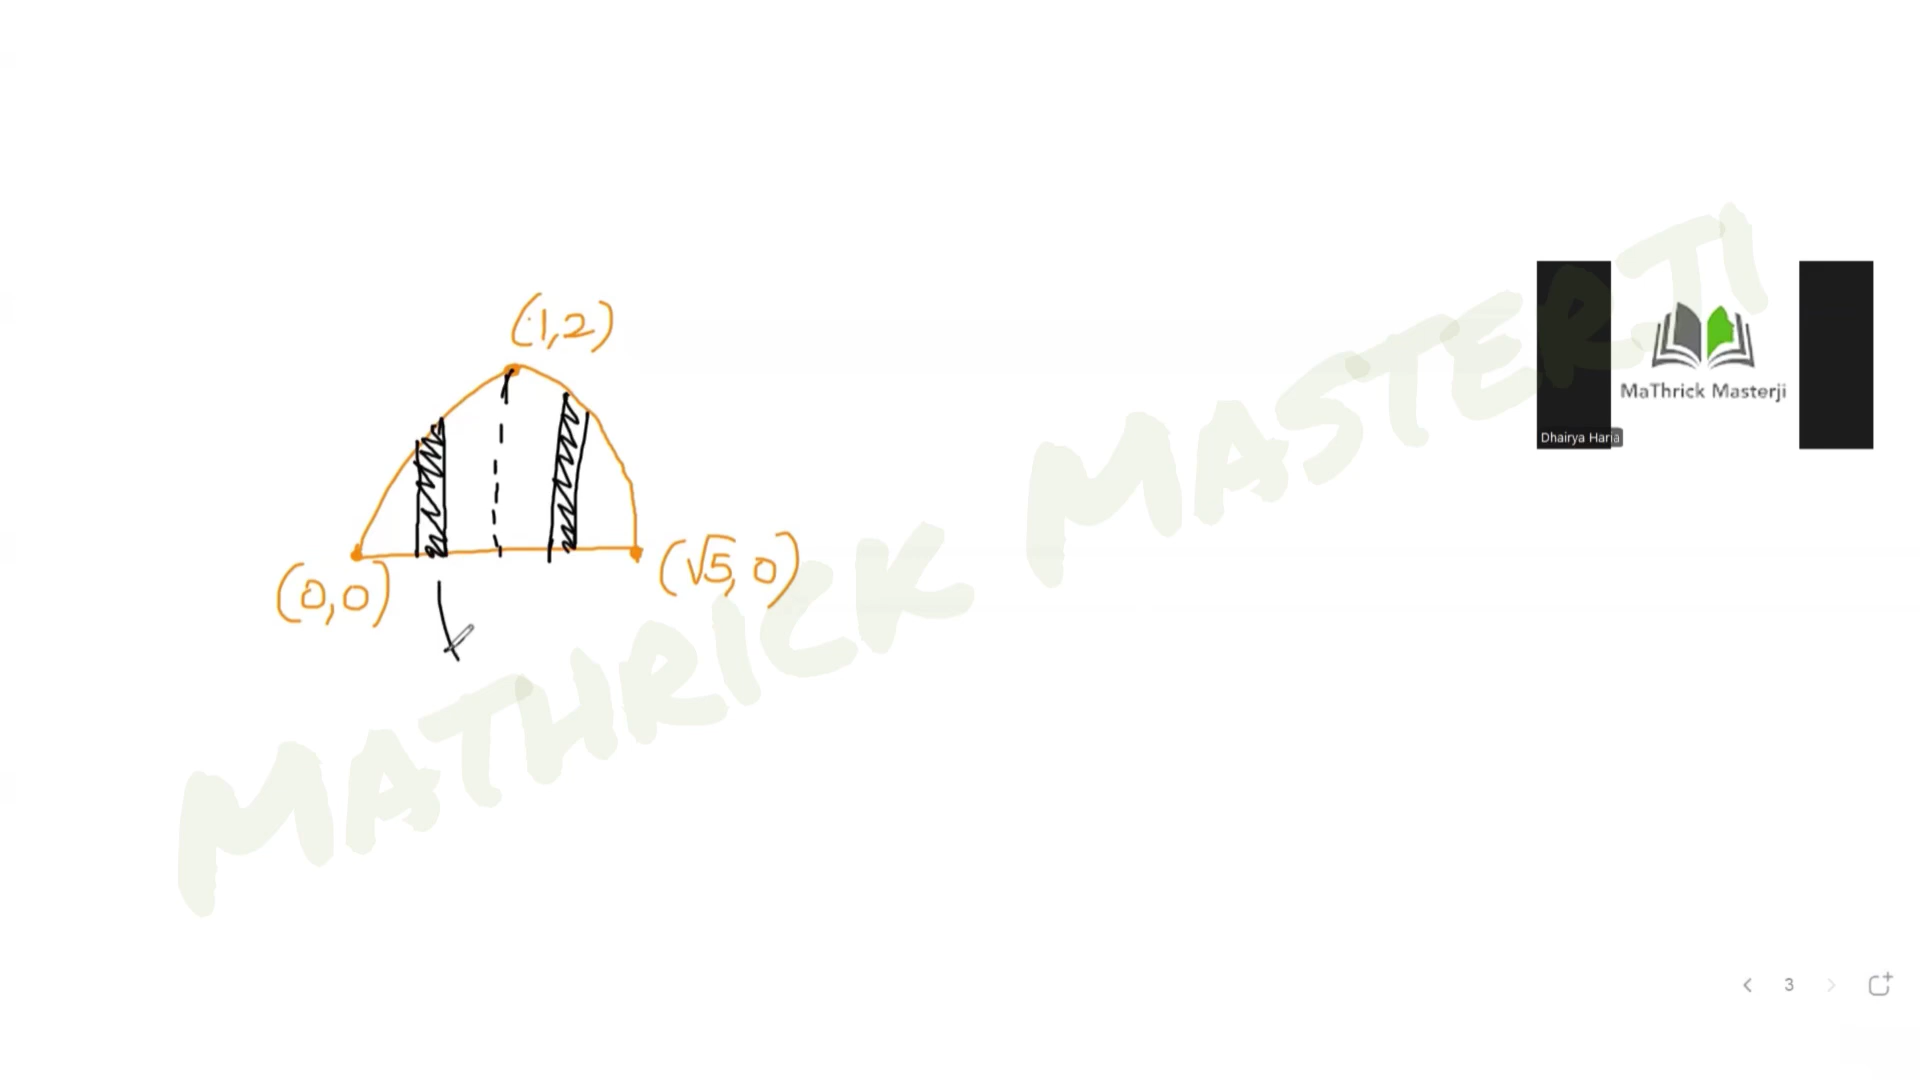 (1,2)
(0,0)
(√5,0)
MATHRICK MASTERJI
MaThrick Masterji
Dhairya Haria
3